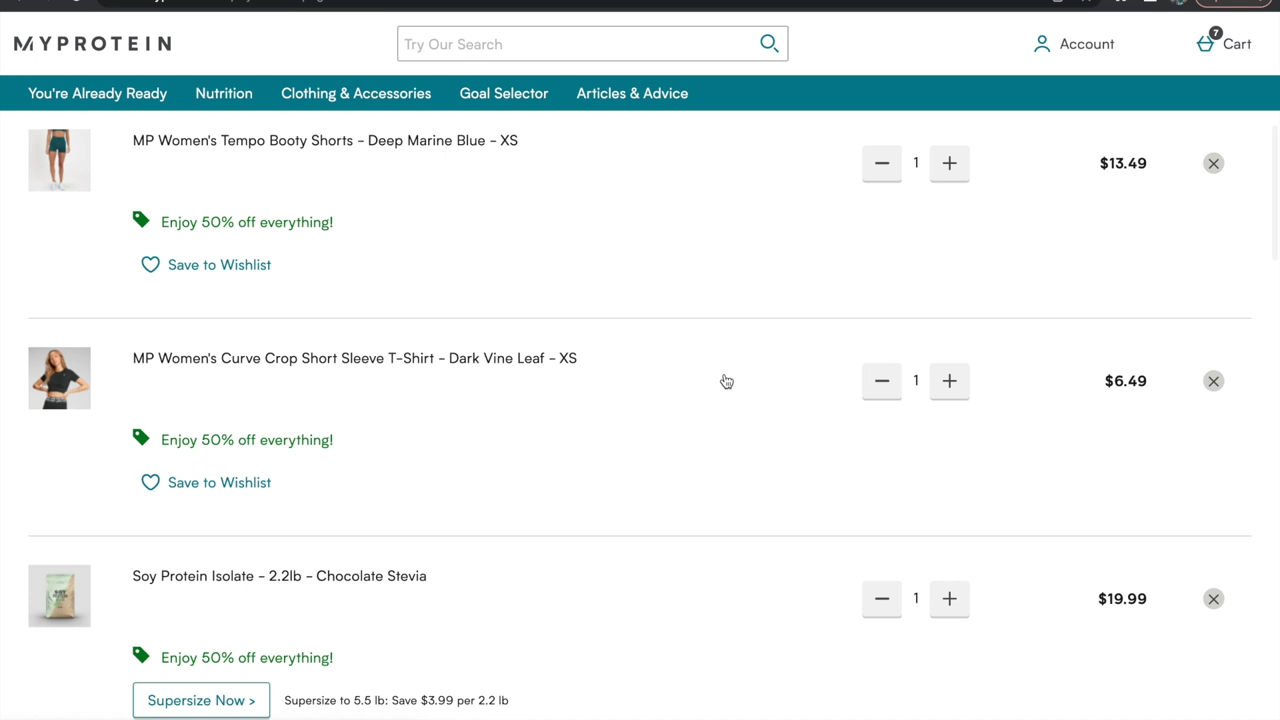 MYPROTEIN
Try Our Search
Account
7
Cart
You're Already Ready
Nutrition
Clothing & Accessories
Goal Selector
Articles & Advice
MP Women's Tempo Booty Shorts - Deep Marine Blue - XS
1
$13.49
Enjoy 50% off everything!
Save to Wishlist
MP Women's Curve Crop Short Sleeve T-Shirt - Dark Vine Leaf - XS
1
$6.49
Enjoy 50% off everything!
Save to Wishlist
Soy Protein Isolate - 2.2lb - Chocolate Stevia
1
$19.99
Enjoy 50% off everything!
Supersize Now >
Supersize to 5.5 lb: Save $3.99 per 2.2 lb